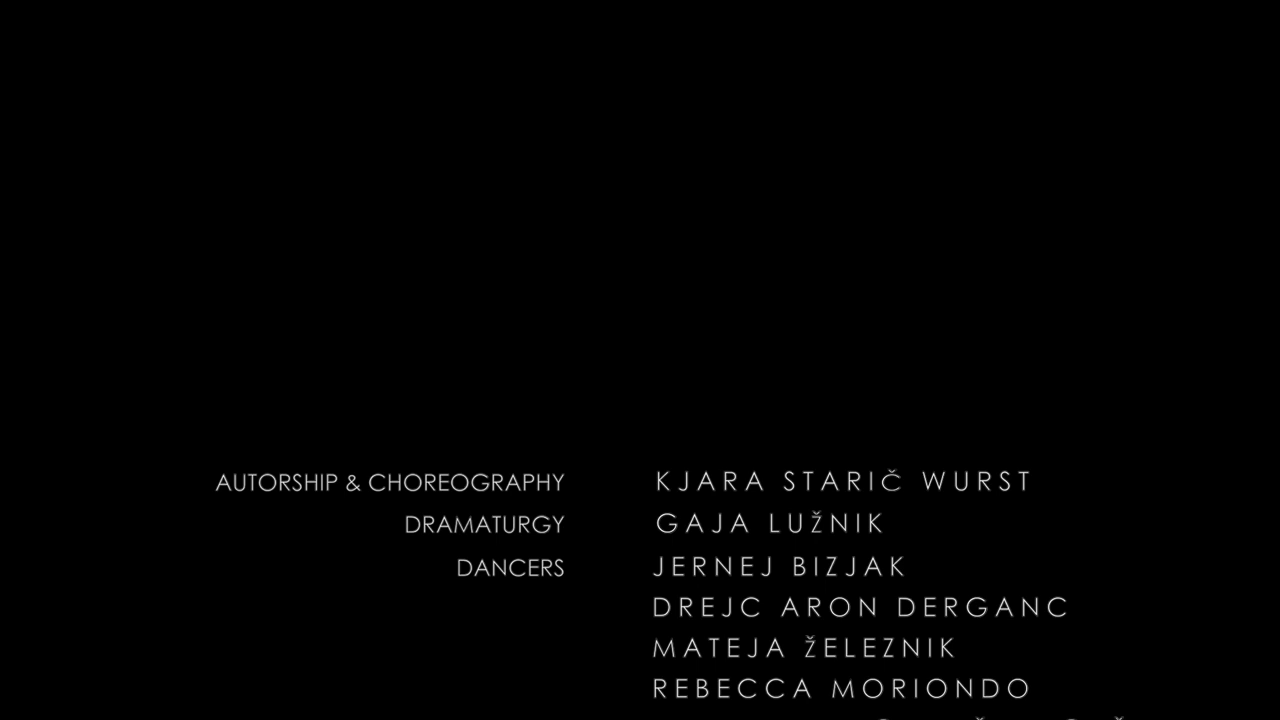 AUTORSHIP & CHOREOGRAPHY KJARA STARIČ WURST
DRAMATURGY GAJA LUŽNIK
DANCERS JERNEJ BIZJAK
DREJC ARON DERGANC
MATEJA ŽELEZNIK
REBECCA MORIONDO